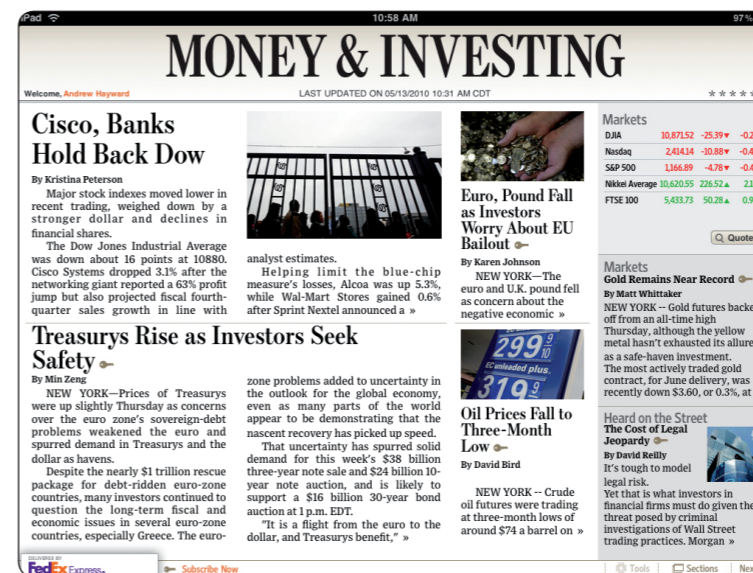 iPad
10:58 AM
97%
MONEY & INVESTING
Welcome, Andrew Hayward
LAST UPDATED ON 05/13/2010 10:31 AM CDT
* * * * *
Cisco, Banks
Hold Back Dow
By Kristina Peterson
Major stock indexes moved lower in
recent trading, weighed down by a
stronger dollar and declines in
financial shares.
The Dow Jones Industrial Average
was down about 16 points at 10880.
Cisco Systems dropped 3.1% after the
networking giant reported a 63% profit
jump but also projected fiscal fourth-
quarter sales growth in line with
analyst estimates.
Helping limit the blue-chip
measure's losses, Alcoa was up 5.3%,
while Wal-Mart Stores gained 0.6%
after Sprint Nextel announced a »
Euro, Pound Fall
as Investors
Worry About EU
Bailout
By Karen Johnson
NEW YORK—The
euro and U.K. pound fell
as concern about the
negative economic »
Treasurys Rise as Investors Seek
Safety
By Min Zeng
NEW YORK—Prices of Treasurys
were up slightly Thursday as concerns
over the euro zone's sovereign-debt
problems weakened the euro and
spurred demand in Treasurys and the
dollar as havens.
Despite the nearly $1 trillion rescue
package for debt-ridden euro-zone
countries, many investors continued to
question the long-term fiscal and
economic issues in several euro-zone
countries, especially Greece. The euro-
zone problems added to uncertainty in
the outlook for the global economy,
even as many parts of the world
appear to be demonstrating that the
nascent recovery has picked up speed.
That uncertainty has spurred solid
demand for this week's $38 billion
three-year note sale and $24 billion 10-
year note auction, and is likely to
support a $16 billion 30-year bond
auction at 1 p.m. EDT.
"It is a flight from the euro to the
dollar, and Treasurys benefit," »
299 9/10
EC unleaded plus.
319 9
Oil Prices Fall to
Three-Month
Low
By David Bird
NEW YORK -- Crude
oil futures were trading
at three-month lows of
around $74 a barrel on »
Markets
DJIA 10,871.52 -25.39▼ -0.2
Nasdaq 2,414.14 -10.88▼ -0.4
S&P 500 1,166.89 -4.78▼ -0.4
Nikkei Average 10,620.55 226.52▲ 2.1
FTSE 100 5,433.73 50.28▲ 0.9
Quote
Markets
Gold Remains Near Record
By Matt Whittaker
NEW YORK -- Gold futures backe
off from an all-time high
Thursday, although the yellow
metal hasn't exhausted its allure
as a safe-haven investment.
The most actively traded gold
contract, for June delivery, was
recently down $3.60, or 0.3%, at
Heard on the Street
The Cost of Legal
Jeopardy
By David Reilly
It's tough to model
legal risk.
Yet that is what investors in
financial firms must do given the
threat posed by criminal
investigations of Wall Street
trading practices. Morgan »
DELIVERED BY
FedEx Express.
Subscribe Now
Tools
Sections
Nex